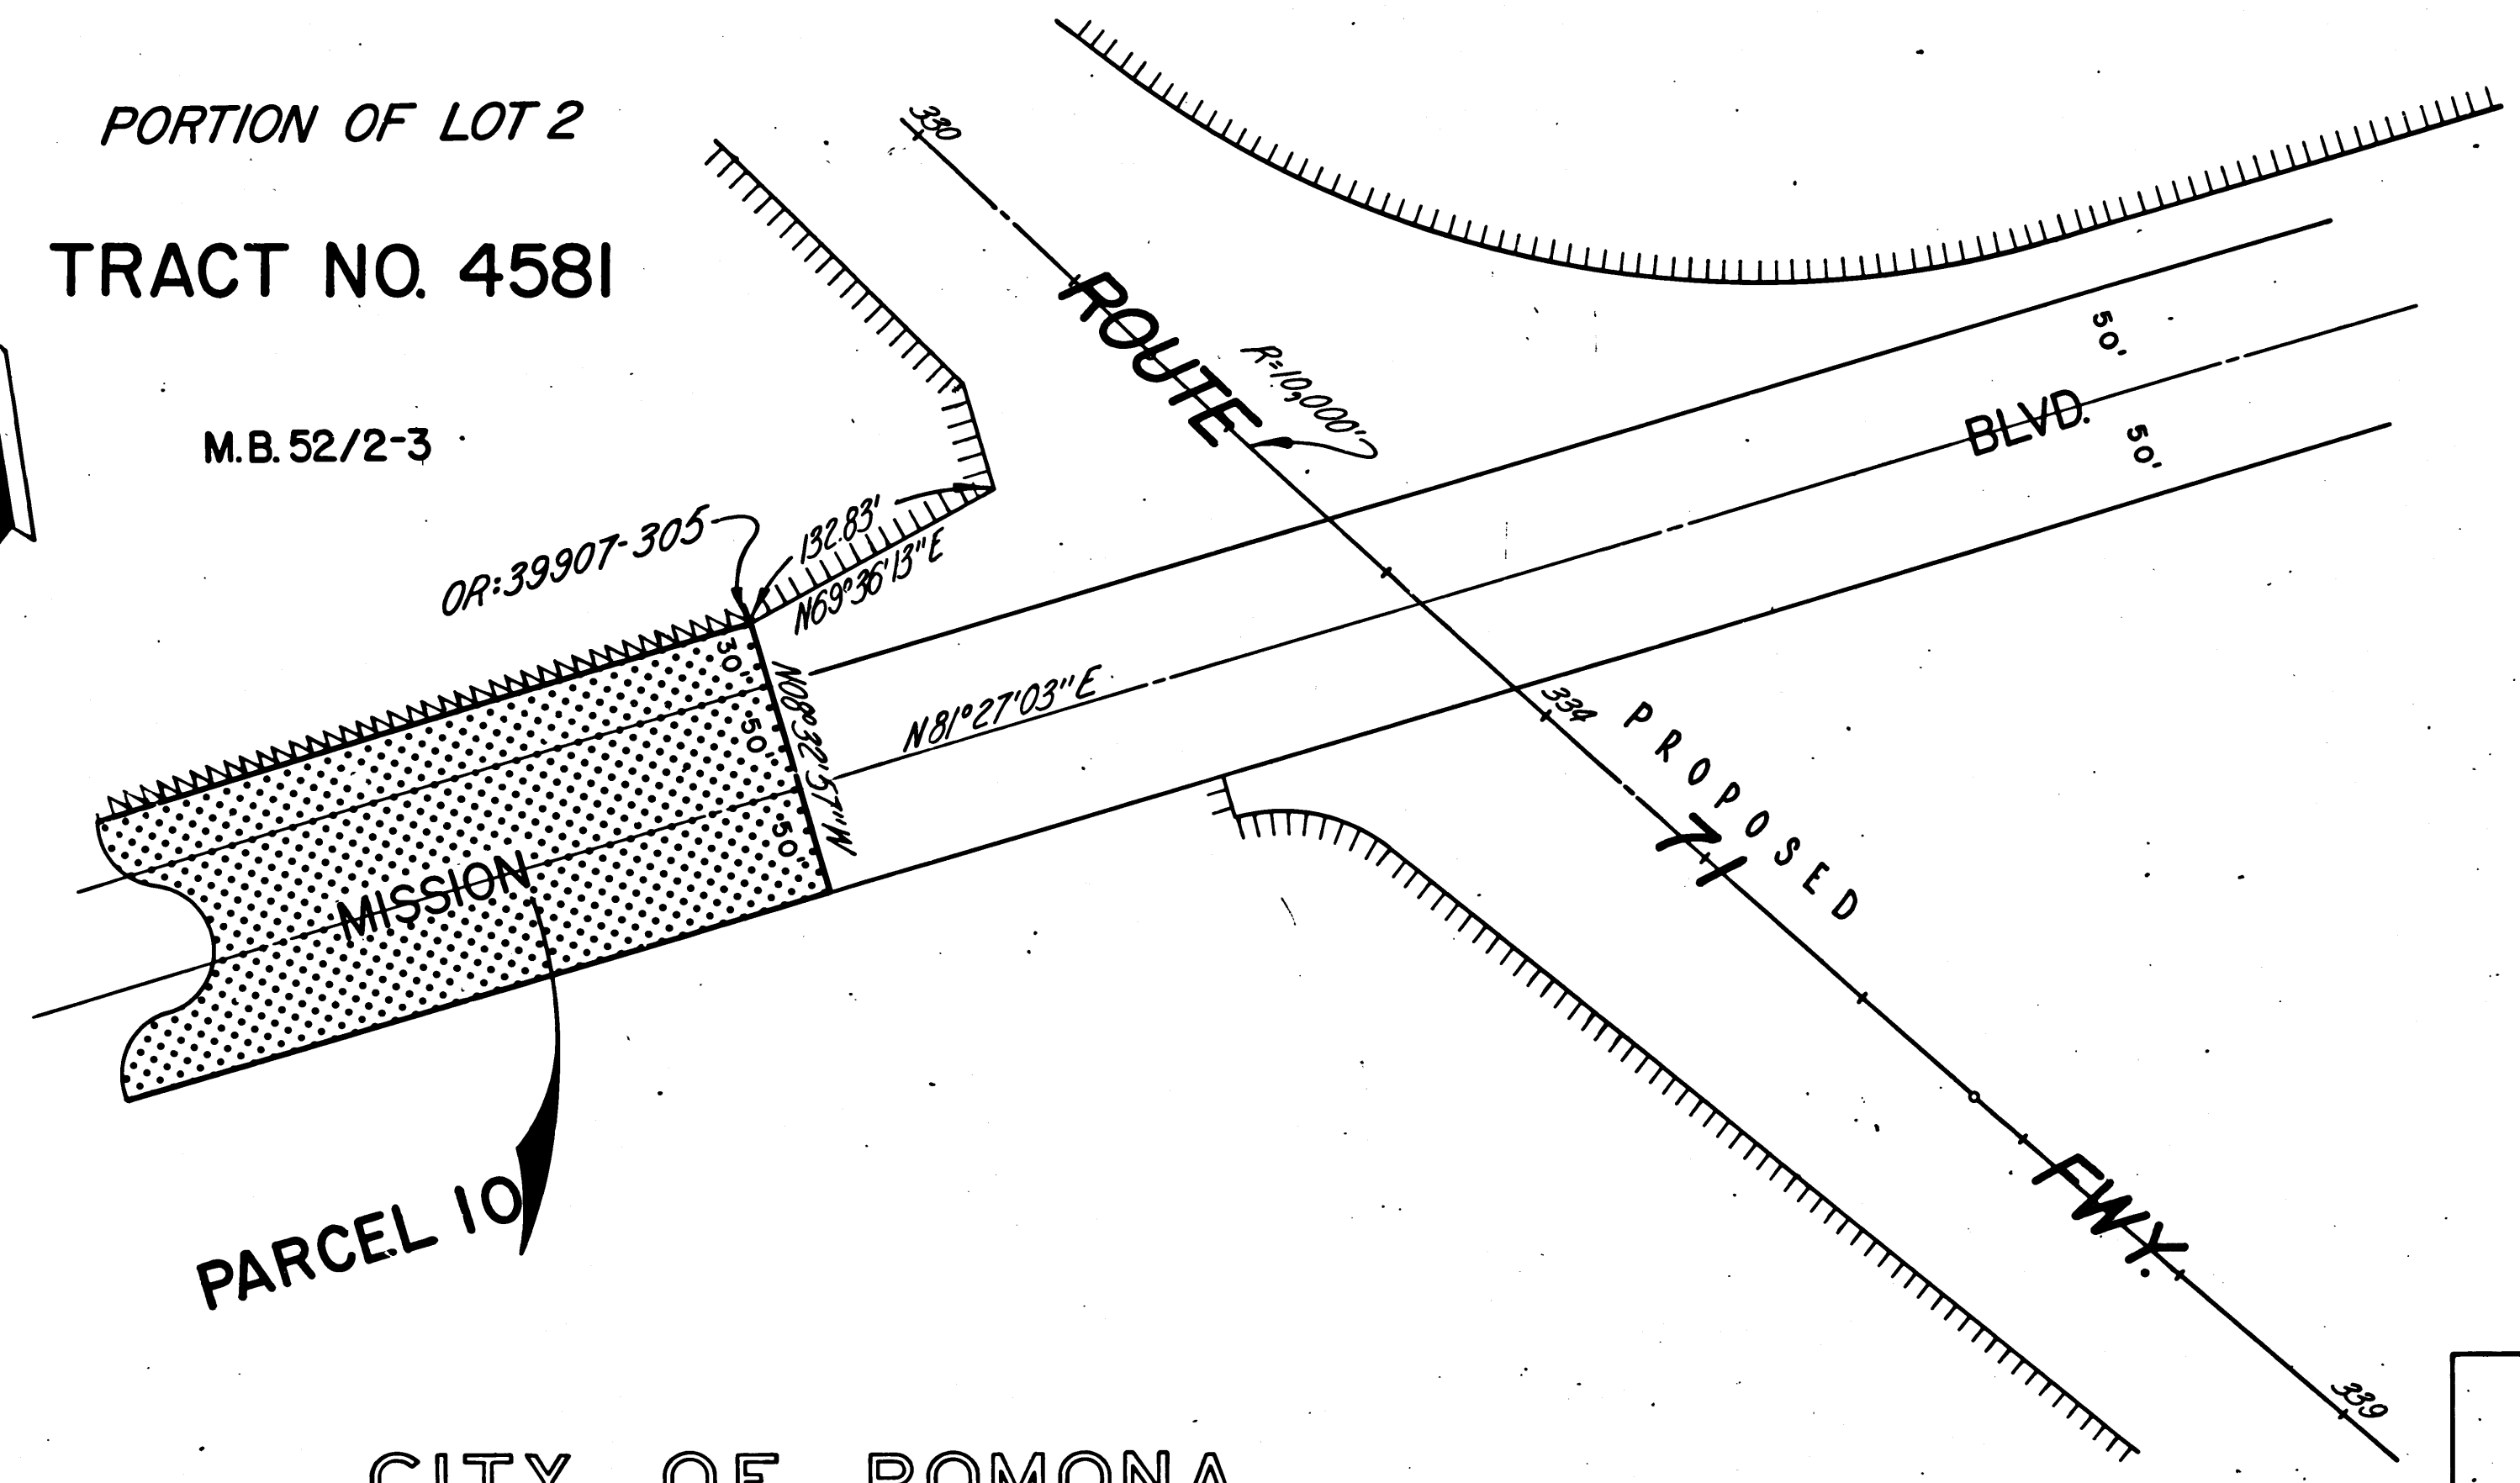 PORTION OF LOT 2
TRACT NO. 4581
M.B. 52/2-3
330
ROUTE
R=10,000'
50'
BLVD.
50'
OR:39907-305
132.83'
N69°36'13"E
30'
50'
50'
N08°32'57"W
N81°27'03"E
MISSION
334
PROPOSED
71
FWY.
339
PARCEL 10
CITY OF POMONA